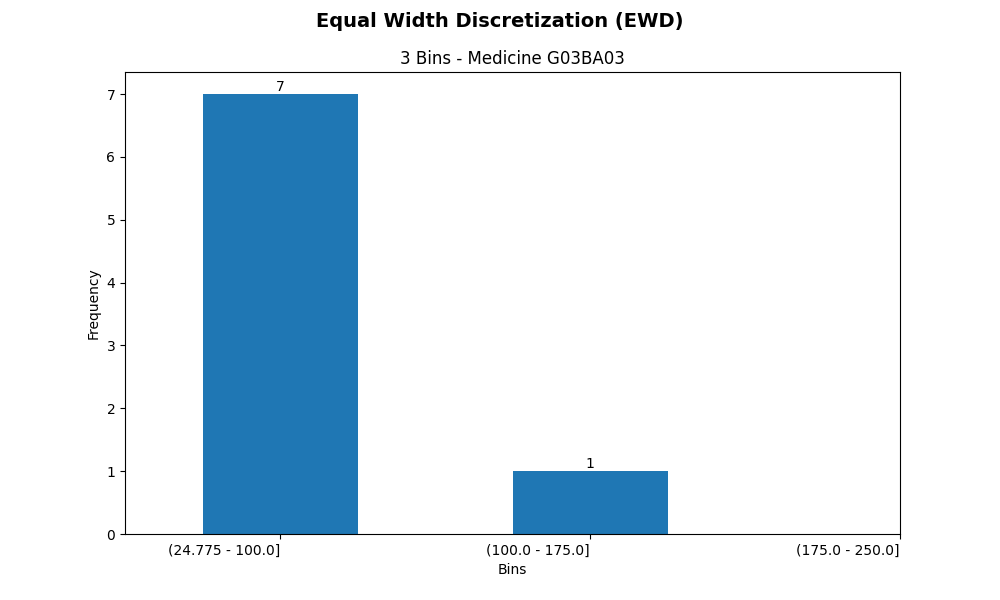 Equal Width Discretization (EWD)
3 Bins - Medicine G03BA03
7
7
6
5
4
3
2
1
1
0
Frequency
(24.775 - 100.0]
(100.0 - 175.0]
(175.0 - 250.0]
Bins